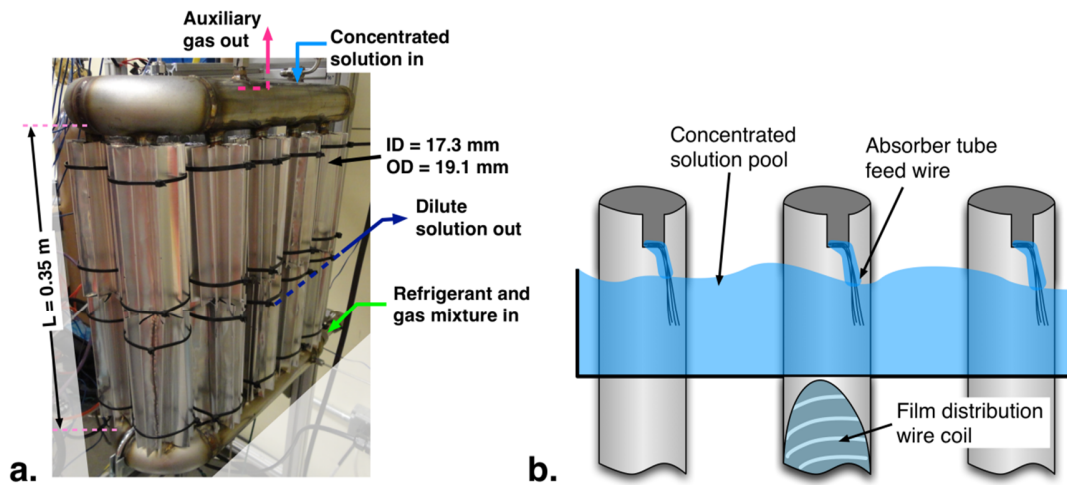 Auxiliary
gas out
Concentrated
solution in
ID = 17.3 mm
OD = 19.1 mm
Dilute
solution out
Refrigerant and
gas mixture in
L = 0.35 m
a.
Concentrated
solution pool
Absorber tube
feed wire
Film distribution
wire coil
b.